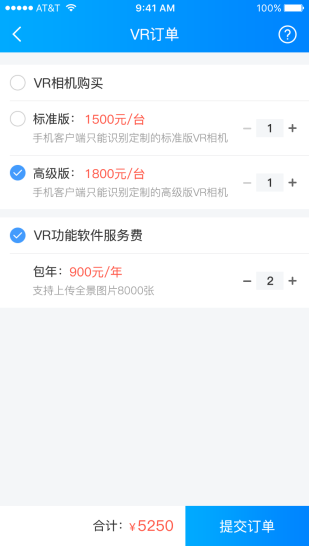 AT&T 9:41 AM 100%
VR订单
VR相机购买
标准版： 1500元/台
手机客户端只能识别定制的标准版VR相机
− 1 +
高级版： 1800元/台
手机客户端只能识别定制的高级版VR相机
− 1 +
VR功能软件服务费
包年：900元/年
支持上传全景图片8000张
− 2 +
合计：¥5250
提交订单